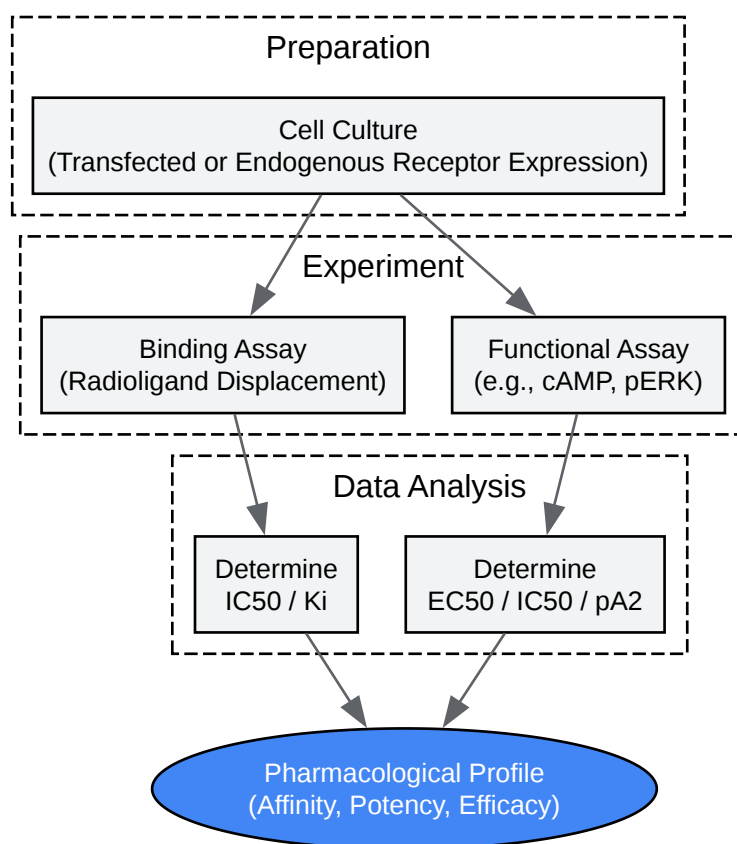 Preparation
Cell Culture
(Transfected or Endogenous Receptor Expression)
Experiment
Binding Assay
(Radioligand Displacement)
Functional Assay
(e.g., cAMP, pERK)
Data Analysis
Determine
IC50 / Ki
Determine
EC50 / IC50 / pA2
Pharmacological Profile
(Affinity, Potency, Efficacy)